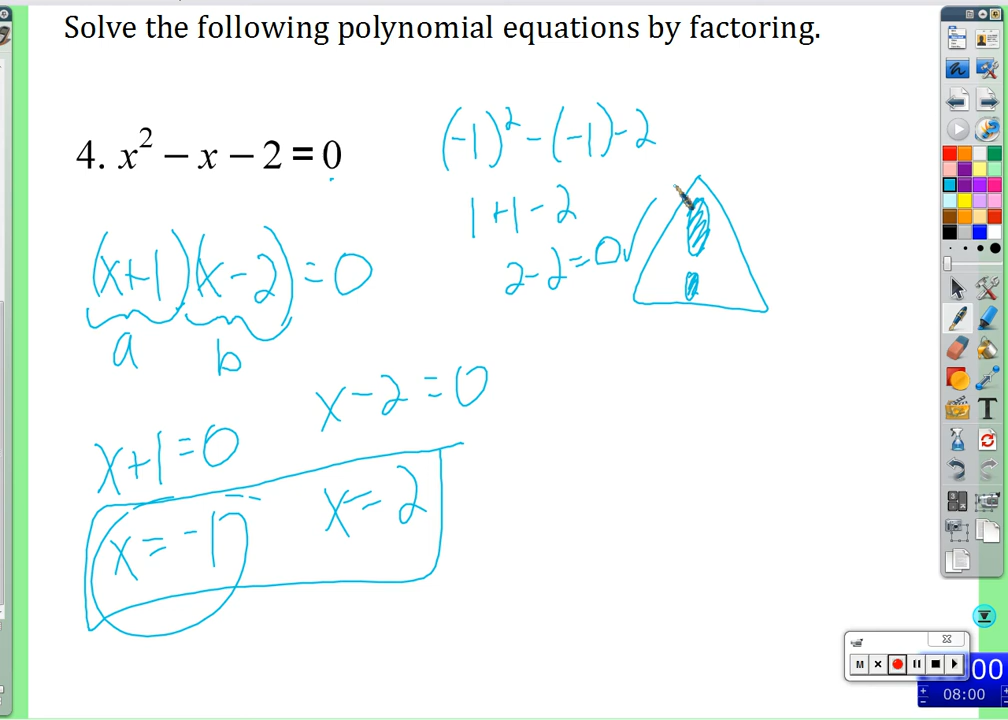 Solve the following polynomial equations by factoring.
4. x² − x − 2 = 0
(-1)² - (-1) - 2
1+1-2
2-2=0✓
(x+1)(x-2)=0
a b
x-2=0
x+1=0
x=-1 x=2
M
00
08:00